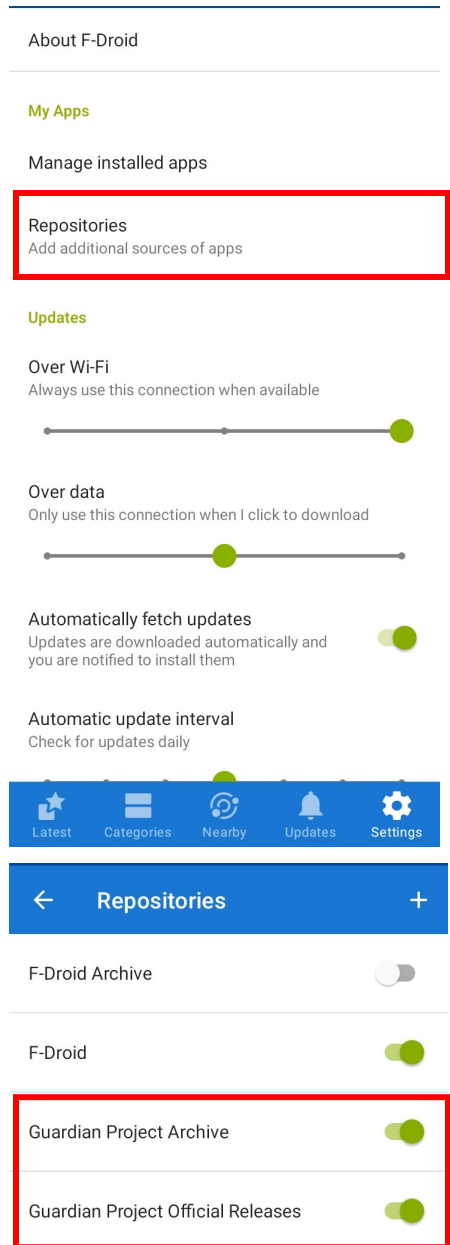 About F-Droid
My Apps
Manage installed apps
Repositories
Add additional sources of apps
Updates
Over Wi-Fi
Always use this connection when available
Over data
Only use this connection when I click to download
Automatically fetch updates
Updates are downloaded automatically and
you are notified to install them
Automatic update interval
Check for updates daily
Latest Categories Nearby Updates Settings
Repositories
F-Droid Archive
F-Droid
Guardian Project Archive
Guardian Project Official Releases